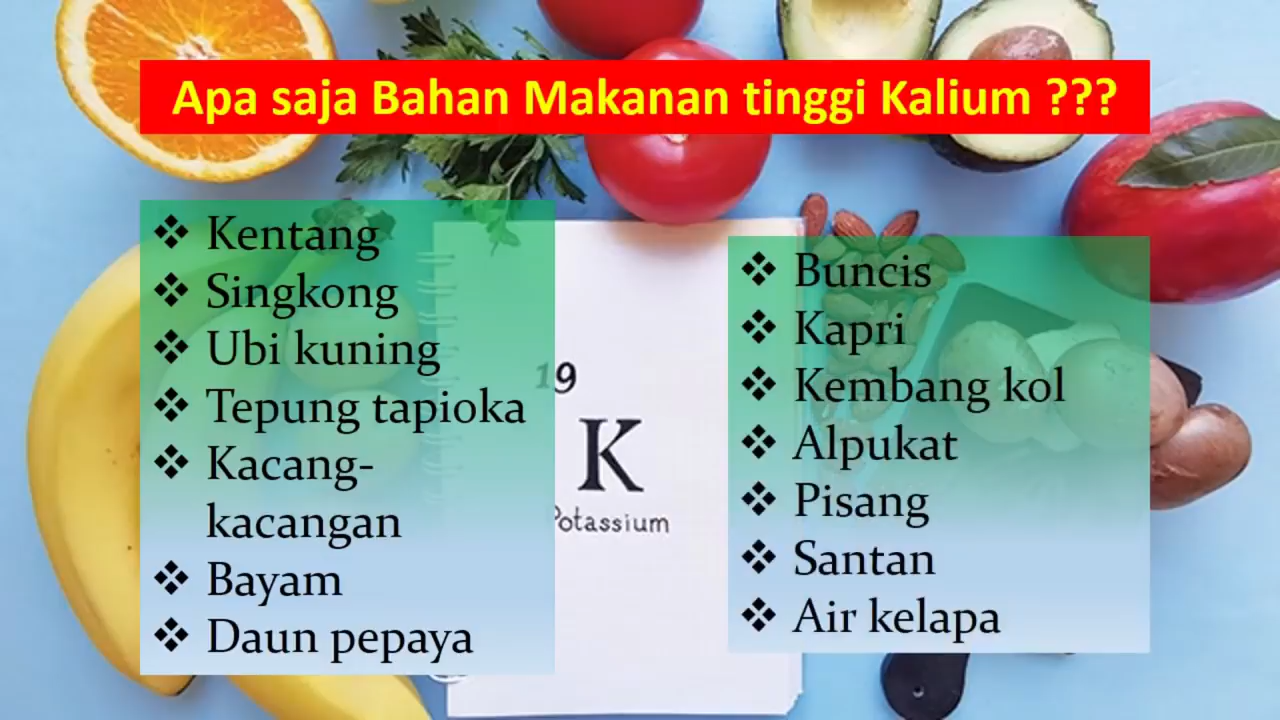 Apa saja Bahan Makanan tinggi Kalium ???
❖ Kentang
❖ Singkong
❖ Ubi kuning
❖ Tepung tapioka
❖ Kacang-
kacangan
❖ Bayam
❖ Daun pepaya
19
K
Potassium
❖ Buncis
❖ Kapri
❖ Kembang kol
❖ Alpukat
❖ Pisang
❖ Santan
❖ Air kelapa